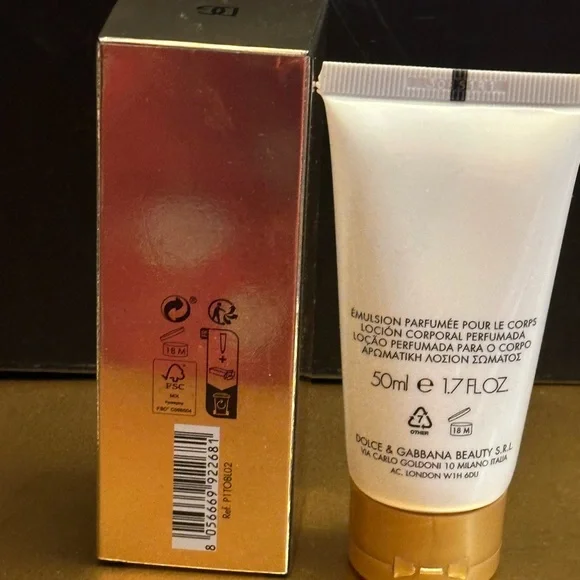 18 M
FSC
8 056669 922681
Ref. P1TO8L02
ÉMULSION PARFUMÉE POUR LE CORPS
LOCIÓN CORPORAL PERFUMADA
LOÇÃO PERFUMADA PARA O CORPO
ΑΡΩΜΑΤΙΚΗ ΛΟΣΙΟΝ ΣΩΜΑΤΟΣ
50ml e 1.7 FL.OZ.
7
OTHER
18 M
DOLCE & GABBANA BEAUTY S.R.L.
VIA CARLO GOLDONI 10 MILANO ITALIA
AC, LONDON W1H 6DU